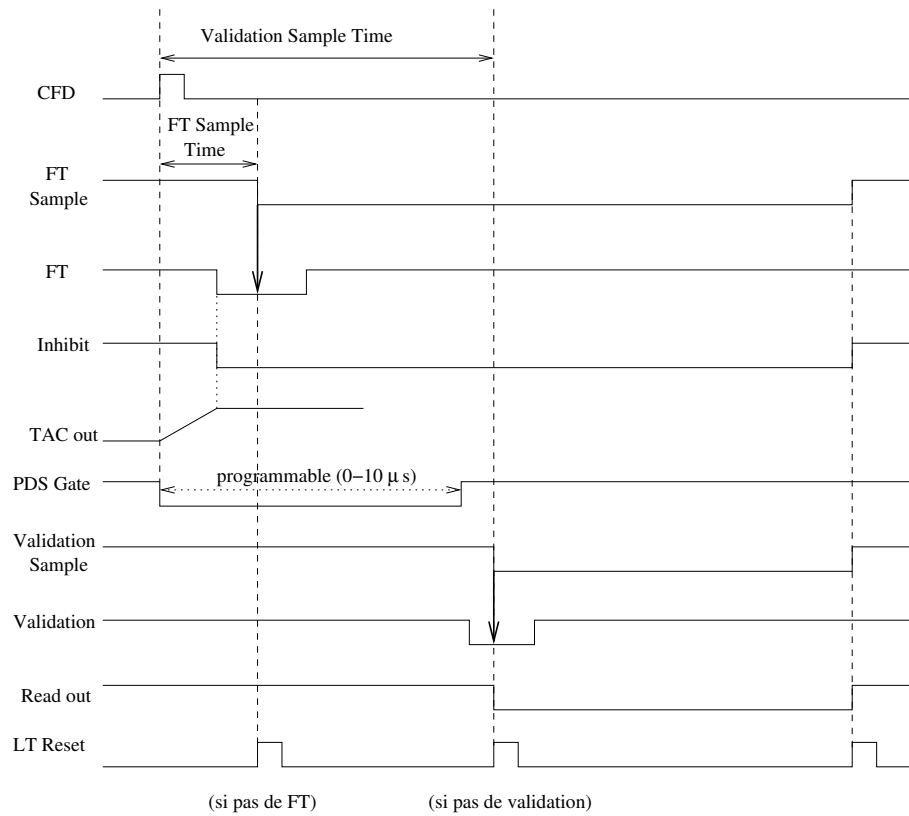 Validation Sample Time
CFD
FT Sample
Time
FT
Sample
FT
Inhibit
TAC out
programmable (0−10 μ s)
PDS Gate
Validation
Sample
Validation
Read out
LT Reset
(si pas de FT)
(si pas de validation)